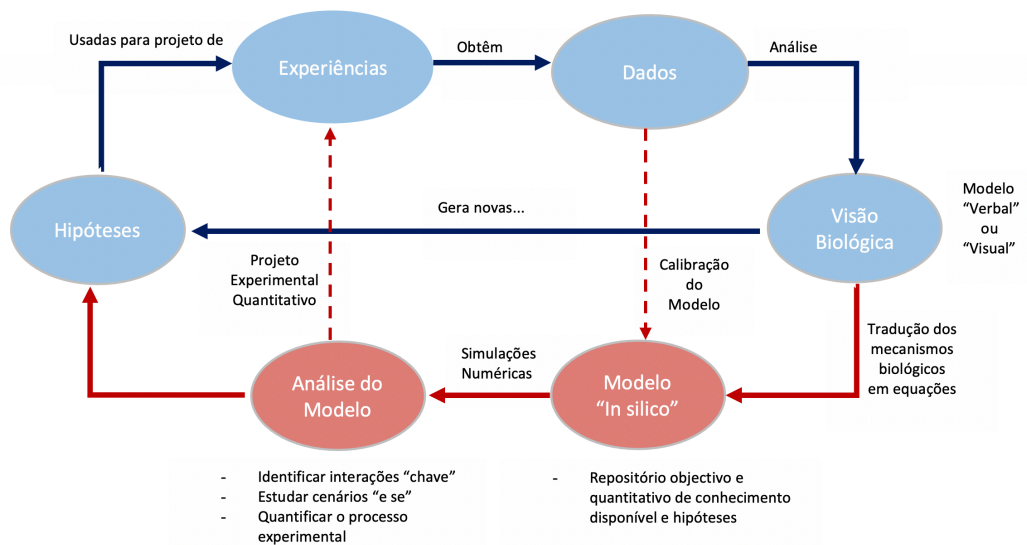 Usadas para projeto de
Experiências
Obtêm
Dados
Análise
Hipóteses
Gera novas...
Visão
Biológica
Modelo
“Verbal”
ou
“Visual”
Projeto
Experimental
Quantitativo
Calibração
do
Modelo
Tradução dos
mecanismos
biológicos
em equações
Análise do
Modelo
Simulações
Numéricas
Modelo
“In silico”
- Identificar interações “chave”
- Estudar cenários “e se”
- Quantificar o processo
experimental
- Repositório objectivo e
quantitativo de conhecimento
disponível e hipóteses